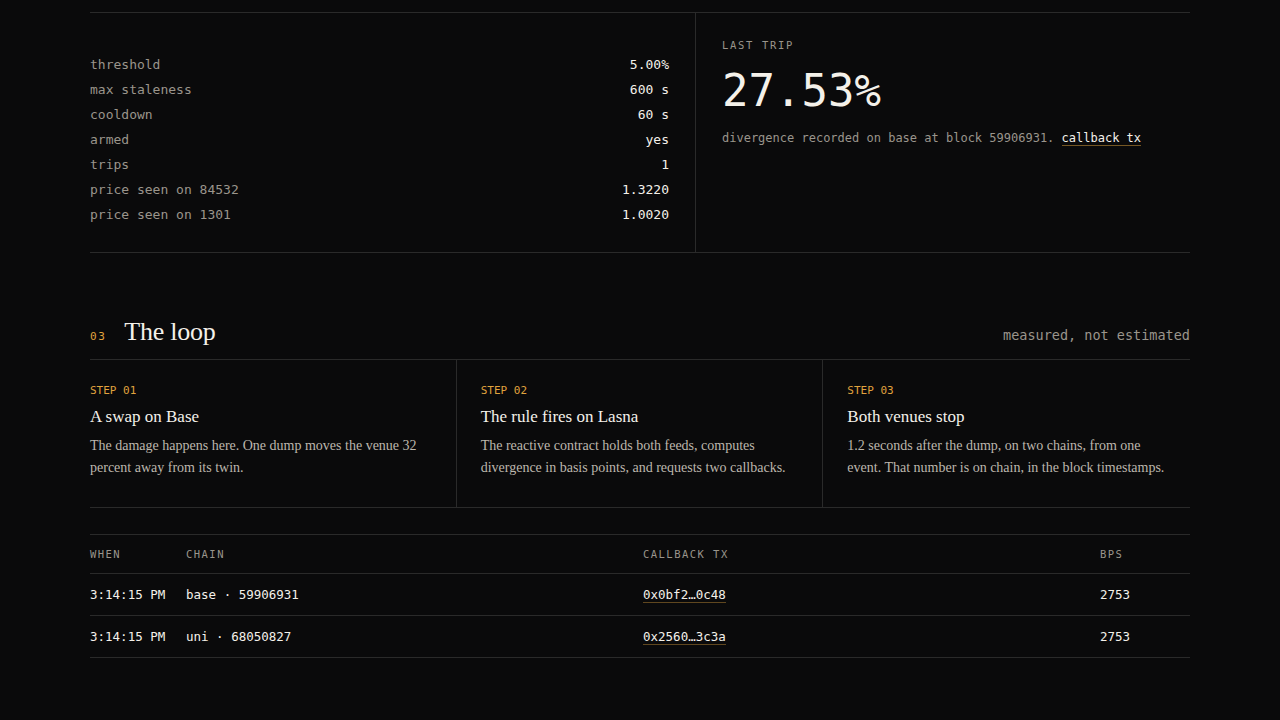 threshold 5.00%
max staleness 600 s
cooldown 60 s
armed yes
trips 1
price seen on 84532 1.3220
price seen on 1301 1.0020
LAST TRIP
27.53%
divergence recorded on base at block 59906931. callback tx
03 The loop measured, not estimated
STEP 01
A swap on Base
The damage happens here. One dump moves the venue 32
percent away from its twin.
STEP 02
The rule fires on Lasna
The reactive contract holds both feeds, computes
divergence in basis points, and requests two callbacks.
STEP 03
Both venues stop
1.2 seconds after the dump, on two chains, from one
event. That number is on chain, in the block timestamps.
WHEN CHAIN CALLBACK TX BPS
3:14:15 PM base · 59906931 0x0bf2…0c48 2753
3:14:15 PM uni · 68050827 0x2560…3c3a 2753